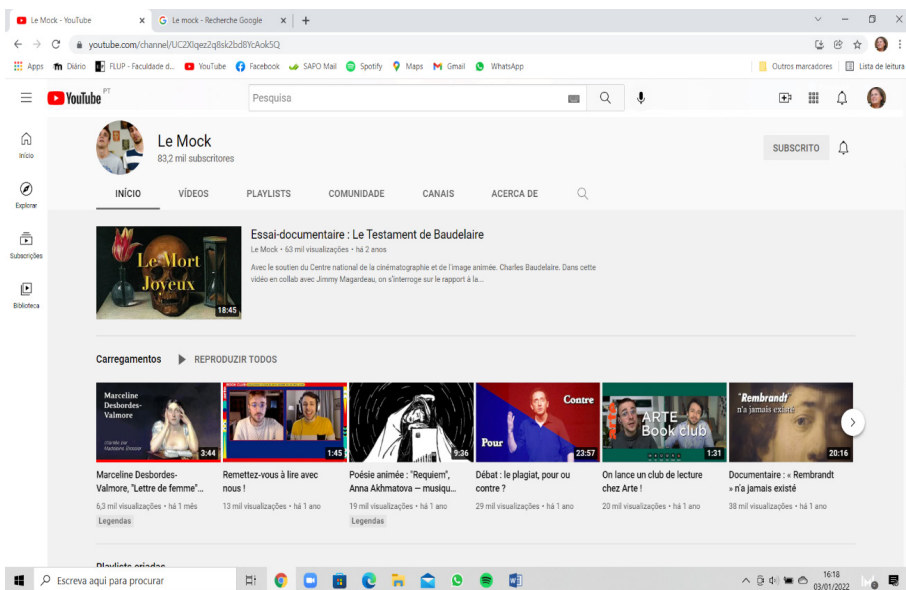 Le Mock - YouTube
Le mock - Recherche Google
youtube.com/channel/UC2XIqez2q8sk2bd8YcAok5Q
Apps Diário FLUP - Faculdade d... YouTube Facebook SAPO Mail Spotify Maps Gmail WhatsApp Outros marcadores Lista de leitura
YouTube PT Pesquisa
Le Mock
83,2 mil subscritores
SUBSCRITO
INÍCIO VÍDEOS PLAYLISTS COMUNIDADE CANAIS ACERCA DE
Início
Explorar
Subscrições
Biblioteca
Le Mort
Joyeux
18:45
Essai-documentaire : Le Testament de Baudelaire
Le Mock • 63 mil visualizações • há 2 anos
Avec le soutien du Centre national de la cinématographie et de l'image animée. Charles Baudelaire. Dans cette
vidéo en collab avec Jimmy Magardeau, on s'interroge sur le rapport à la...
Carregamentos REPRODUZIR TODOS
Marceline
Desbordes-
Valmore
3:44
Marceline Desbordes-
Valmore, "Lettre de femme"...
6,3 mil visualizações • há 1 mês
Legendas
BOOK CLUB
1:45
Remettez-vous à lire avec
nous !
13 mil visualizações • há 1 ano
9:36
Poésie animée : "Requiem",
Anna Akhmatova — musiqu...
19 mil visualizações • há 1 ano
Legendas
Contre
Pour
23:57
Débat : le plagiat, pour ou
contre ?
29 mil visualizações • há 1 ano
ARTE
Book club
1:31
On lance un club de lecture
chez Arte !
20 mil visualizações • há 1 ano
"Rembrandt"
n'a jamais existé
20:16
Documentaire : « Rembrandt
» n'a jamais existé
38 mil visualizações • há 1 ano
Playlists criadas
Escreva aqui para procurar
16:18
03/01/2022